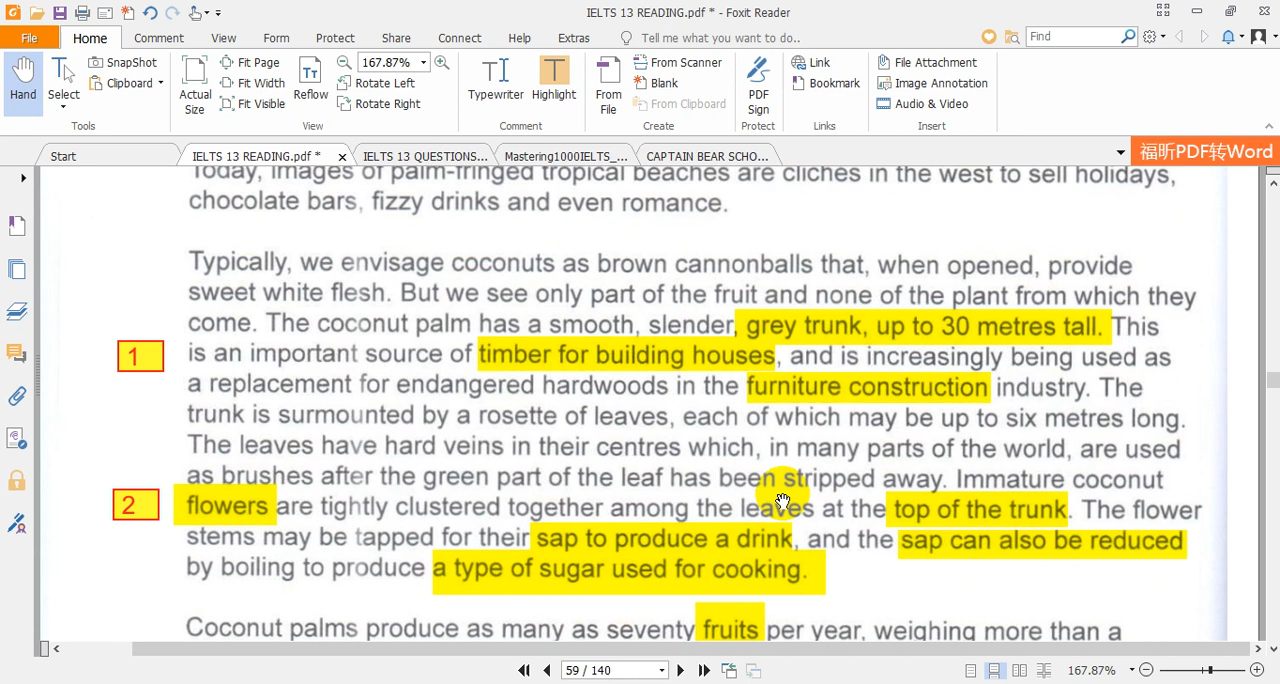 IELTS 13 READING.pdf * - Foxit Reader
File Home Comment View Form Protect Share Connect Help Extras Tell me what you want to do.. Find
Hand Select SnapShot Clipboard Actual Size Fit Page Fit Width Fit Visible Reflow 167.87% Rotate Left Rotate Right Typewriter Highlight From File From Scanner Blank From Clipboard PDF Sign Link Bookmark File Attachment Image Annotation Audio & Video
Tools View Comment Create Protect Links Insert
Start IELTS 13 READING.pdf * IELTS 13 QUESTIONS... Mastering1000IELTS_... CAPTAIN BEAR SCHO... 福昕PDF转Word
Today, images of palm-fringed tropical beaches are clichés in the west to sell holidays,
chocolate bars, fizzy drinks and even romance.
Typically, we envisage coconuts as brown cannonballs that, when opened, provide
sweet white flesh. But we see only part of the fruit and none of the plant from which they
come. The coconut palm has a smooth, slender, grey trunk, up to 30 metres tall. This
1 is an important source of timber for building houses, and is increasingly being used as
a replacement for endangered hardwoods in the furniture construction industry. The
trunk is surmounted by a rosette of leaves, each of which may be up to six metres long.
The leaves have hard veins in their centres which, in many parts of the world, are used
as brushes after the green part of the leaf has been stripped away. Immature coconut
2 flowers are tightly clustered together among the leaves at the top of the trunk. The flower
stems may be tapped for their sap to produce a drink, and the sap can also be reduced
by boiling to produce a type of sugar used for cooking.
Coconut palms produce as many as seventy fruits per year, weighing more than a
59 / 140 167.87%